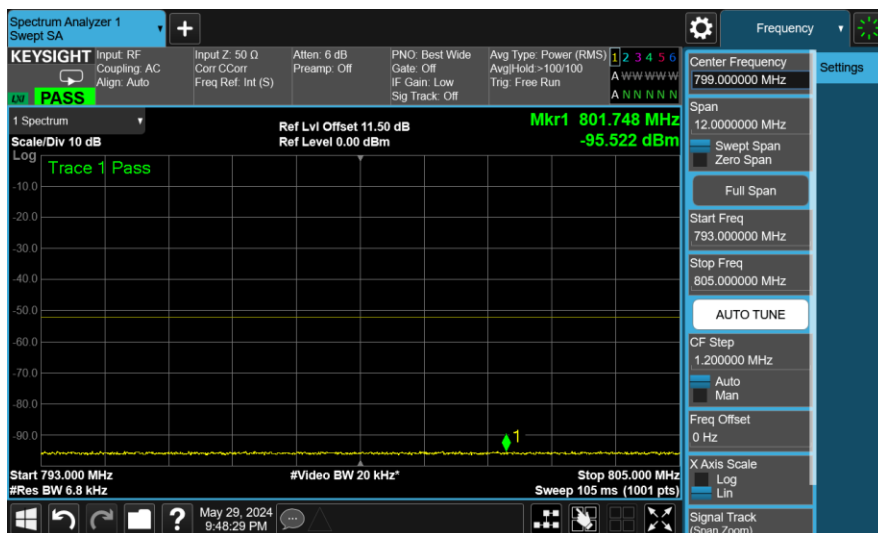 Spectrum Analyzer 1
Swept SA
Frequency
KEYSIGHT
LXI
PASS
Input: RF
Coupling: AC
Align: Auto
Input Z: 50 Ω
Corr CCorr
Freq Ref: Int (S)
Atten: 6 dB
Preamp: Off
PNO: Best Wide
Gate: Off
IF Gain: Low
Sig Track: Off
Avg Type: Power (RMS)
Avg|Hold:>100/100
Trig: Free Run
1 2 3 4 5 6
A W W W W W
A N N N N N
1 Spectrum
Scale/Div 10 dB
Ref Lvl Offset 11.50 dB
Ref Level 0.00 dBm
Mkr1 801.748 MHz
-95.522 dBm
Log
Trace 1 Pass
-10.0
-20.0
-30.0
-40.0
-50.0
-60.0
-70.0
-80.0
-90.0
1
Start 793.000 MHz
#Res BW 6.8 kHz
#Video BW 20 kHz*
Stop 805.000 MHz
Sweep 105 ms (1001 pts)
May 29, 2024
9:48:29 PM
Center Frequency
799.000000 MHz
Settings
Span
12.0000000 MHz
Swept Span
Zero Span
Full Span
Start Freq
793.000000 MHz
Stop Freq
805.000000 MHz
AUTO TUNE
CF Step
1.200000 MHz
Auto
Man
Freq Offset
0 Hz
X Axis Scale
Log
Lin
Signal Track
(Span Zoom)